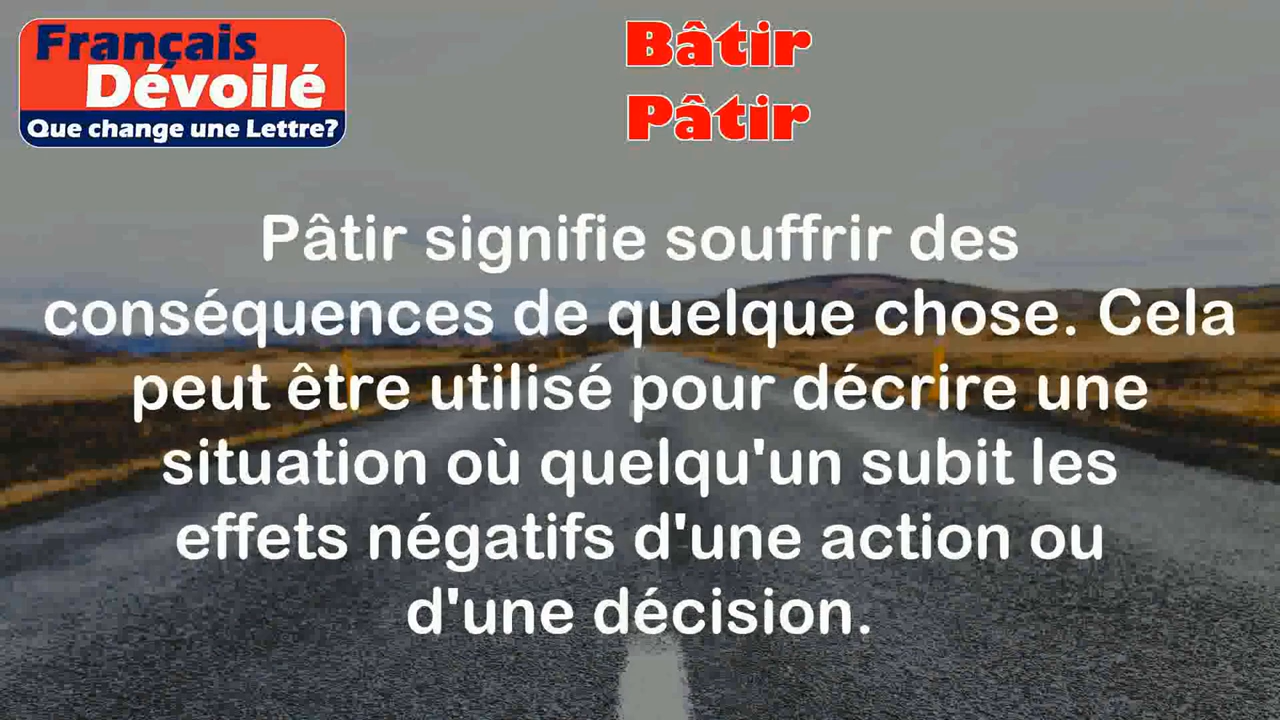 Français
Dévoilé
Que change une Lettre?
Bâtir
Pâtir
Pâtir signifie souffrir des
conséquences de quelque chose. Cela
peut être utilisé pour décrire une
situation où quelqu'un subit les
effets négatifs d'une action ou
d'une décision.